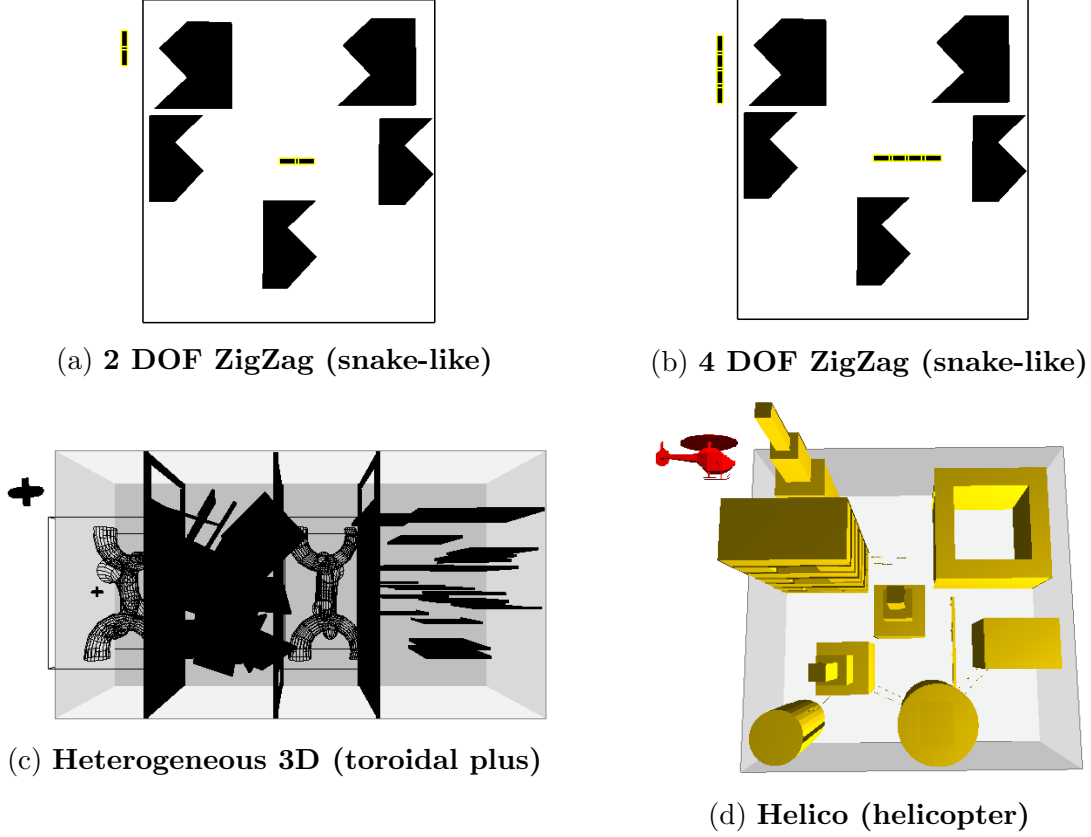 (a) 2 DOF ZigZag (snake-like)
(b) 4 DOF ZigZag (snake-like)
(c) Heterogeneous 3D (toroidal plus)
(d) Helico (helicopter)